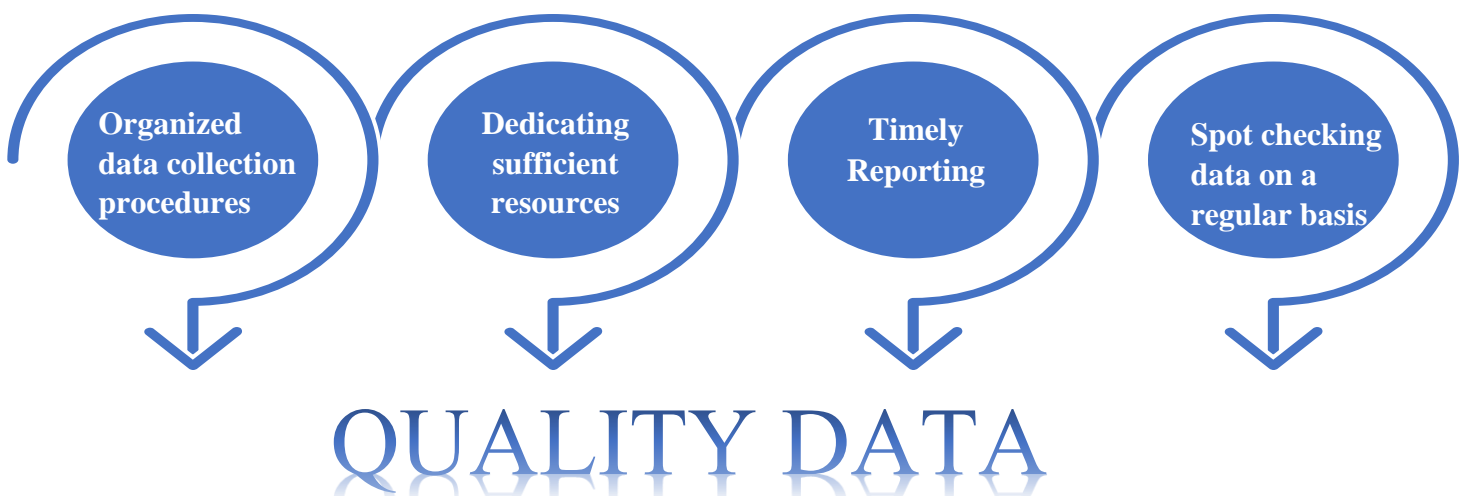 Organized
data collection
procedures
Dedicating
sufficient
resources
Timely
Reporting
Spot checking
data on a
regular basis
QUALITY DATA